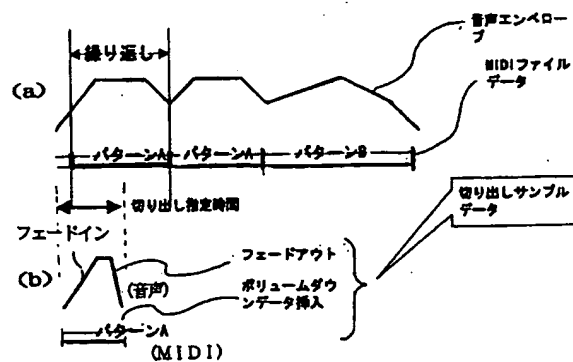 音声エンベロー
プ
繰り返し
MIDIファイル
データ
(a)
パターンA
パターンA
パターンB
切り出し指定時間
切り出しサンプル
データ
フェードイン
(b)
フェードアウト
(音声)
ボリュームダウ
ンデータ挿入
パターンA
(MIDI)